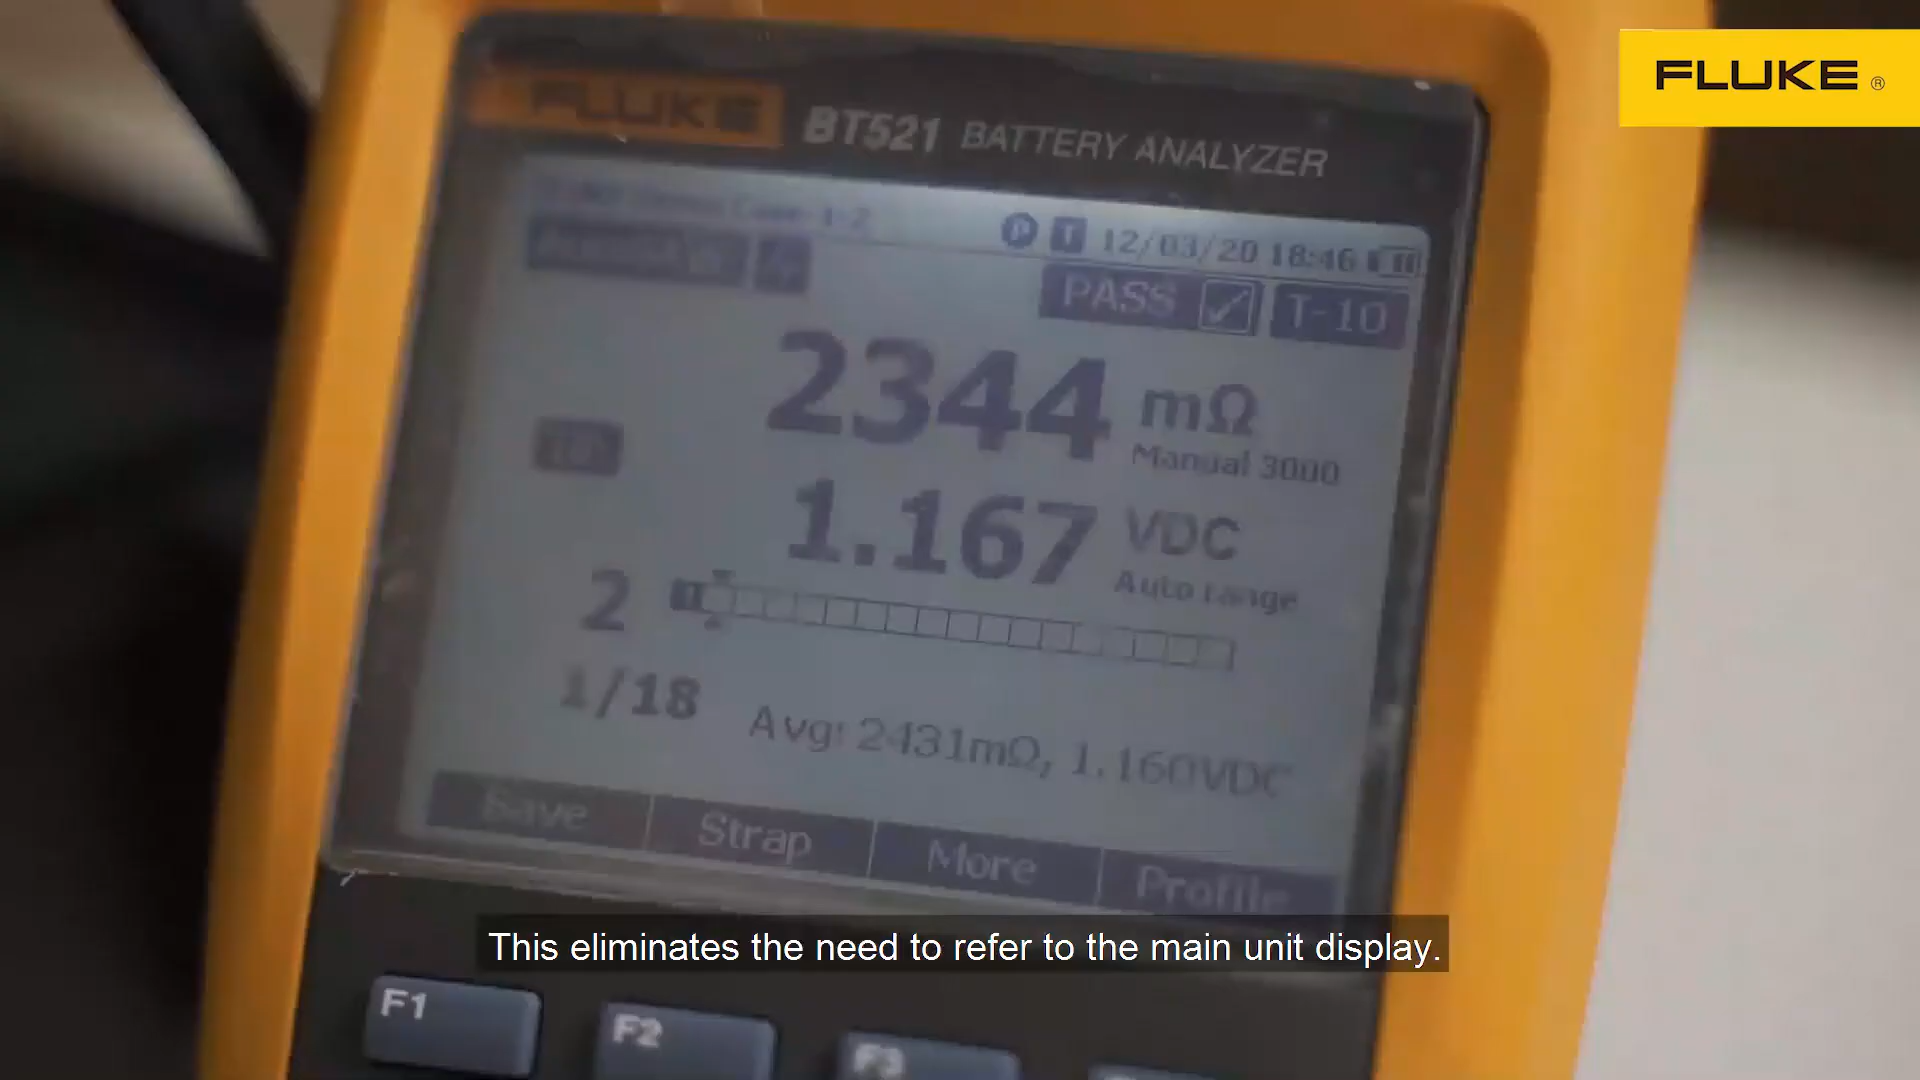 FLUKE ®
FLUKE BT521 BATTERY ANALYZER
P T 12/03/20 18:46
PASS T-10
2344 mΩ
Manual 3000
1.167 VDC
Auto range
2
1/18
Avg: 2431mΩ, 1.160VDC
Save Strap More Profile
This eliminates the need to refer to the main unit display.
F1 F2 F3